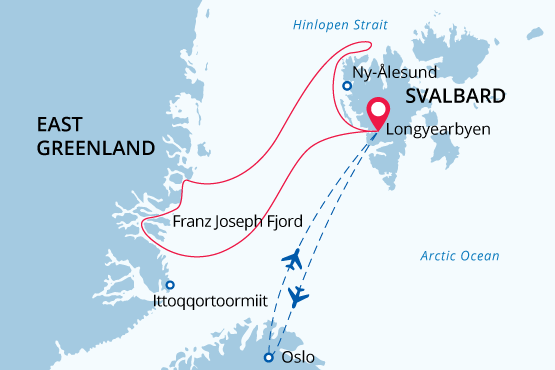 Hinlopen Strait
Ny-Ålesund
SVALBARD
EAST
GREENLAND
Longyearbyen
Franz Joseph Fjord
Arctic Ocean
Ittoqqortoormiit
Oslo